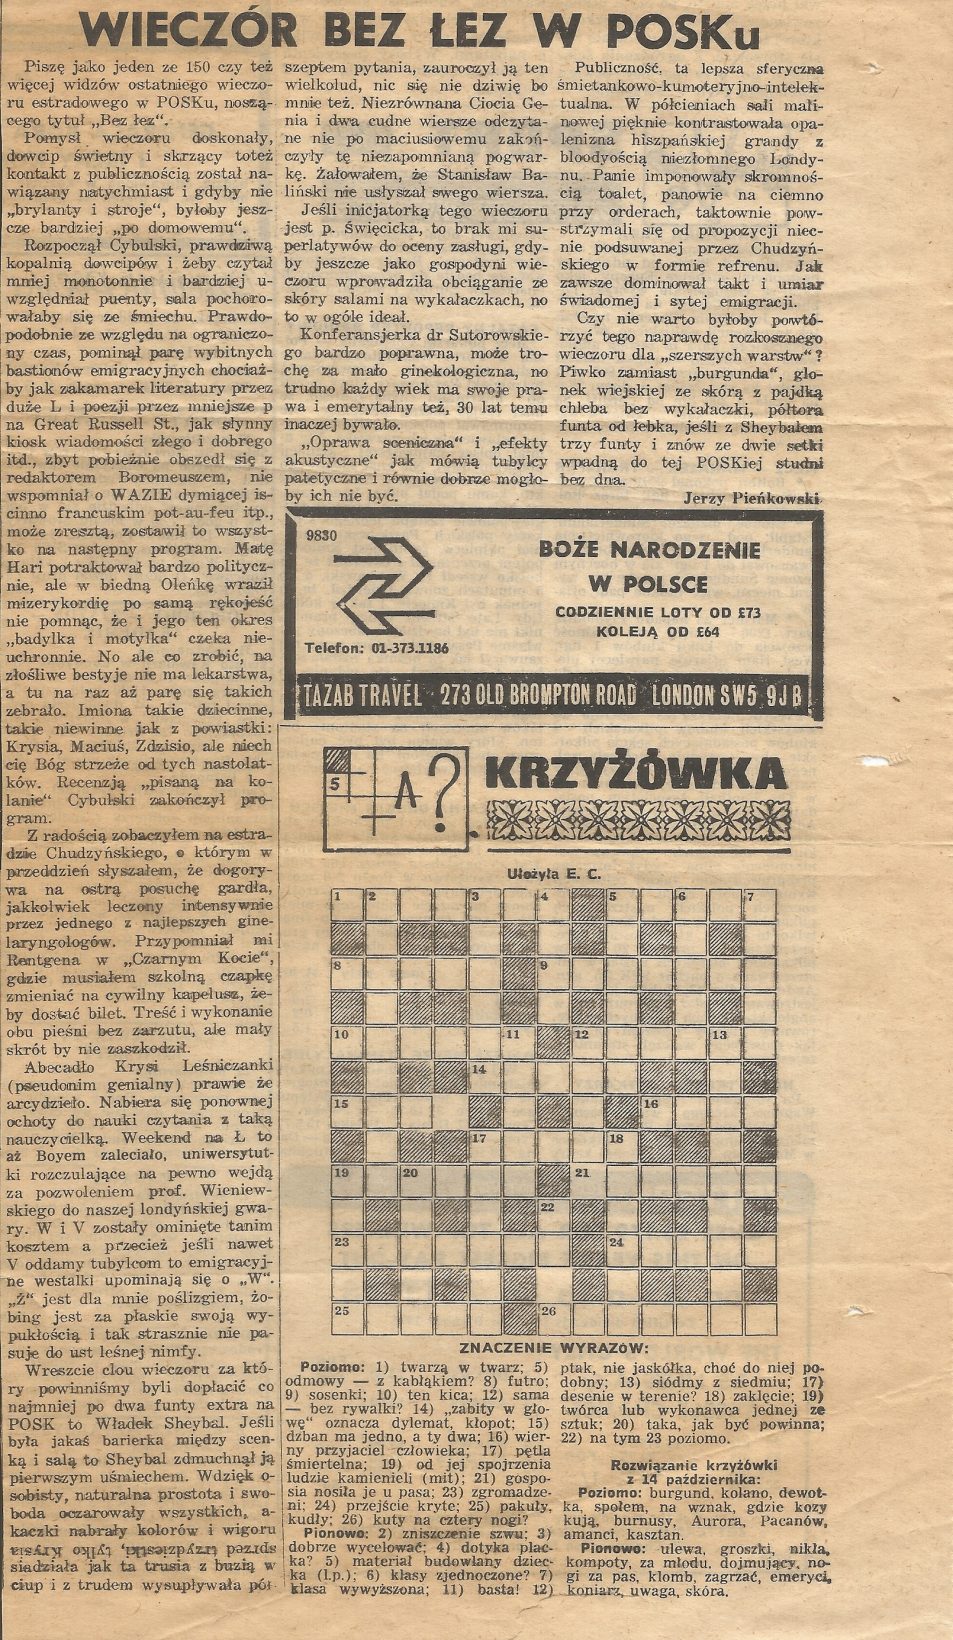 WIECZÓR BEZ ŁEZ W POSKu
Piszę jako jeden ze 150 czy też
więcej widzów ostatniego wieczo-
ru estradowego w POSKu, noszą-
cego tytuł „Bez łez“.
Pomysł wieczoru doskonały,
dowcip świetny i skrzący toteż
kontakt z publicznością został na-
wiązany natychmiast i gdyby nie
„brylanty i stroje“, byłoby jesz-
cze bardziej „po domowemu“.
Rozpoczął Cybulski, prawdziwą
kopalnią dowcipów i żeby czytał
mniej monotonnie i bardziej u-
względniał puenty, sala pochoro-
wałaby się ze śmiechu. Prawdo-
podobnie ze względu na ograniczo-
ny czas, pominął parę wybitnych
bastionów emigracyjnych chociaż-
by jak zakamarek literatury przez
duże L i poezji przez mniejsze p
na Great Russell St., jak słynny
kiosk wiadomości złego i dobrego
itd., zbyt pobieżnie obszedł się z
redaktorem Boromeuszem, nie
wspomniał o WAZIE dymiącej iś-
cinno francuskim pot-au-feu itp.,
może zresztą, zostawił to wszyst-
ko na następny program. Matę
Hari potraktował bardzo politycz-
nie, ale w biedną Oleńkę wraził
mizerykordię po samą rękojeść
nie pomnąc, że i jego ten okres
„badylka i motylka“ czeka nie-
uchronnie. No ale co zrobić, na
złośliwe bestyje nie ma lekarstwa,
a tu na raz aż parę się takich
zebrało. Imiona takie dziecinne,
takie niewinne jak z powiastki:
Krysia, Maciuś, Zdzisio, ale niech
cię Bóg strzeże od tych nastolat-
ków. Recenzją „pisaną na ko-
lanie“ Cybulski zakończył pro-
gram.
Z radością zobaczyłem na estra-
dzie Chudzyńskiego, o którym w
przeddzień słyszałem, że dogory-
wa na ostrą posuchę gardła,
jakkolwiek leczony intensywnie
przez jednego z najlepszych gine-
laryngologów. Przypomniał mi
Rentgena w „Czarnym Kocie“,
gdzie musiałem szkolną czapkę
zmieniać na cywilny kapelusz, że-
by dostać bilet. Treść i wykonanie
obu pieśni bez zarzutu, ale mały
skrót by nie zaszkodził.
Abecadło Krysi Leśniczanki
(pseudonim genialny) prawie że
arcydzieło. Nabiera się ponownej
ochoty do nauki czytania z taką
nauczycielką. Weekend na Ł to
aż Boyem zaleciało, uniwersytut-
ki rozczulające na pewno wejdą
za pozwoleniem prof. Wieniew-
skiego do naszej londyńskiej gwa-
ry. W i V zostały ominięte tanim
kosztem a przecież jeśli nawet
V oddamy tubylcom to emigracyj-
ne westalki upominają się o „W“.
„Ż“ jest dla mnie poślizgiem, żo-
bing jest za płaskie swoją wy-
pukłością i tak strasznie nie pa-
suje do ust leśnej nimfy.
Wreszcie clou wieczoru za któ-
ry powinniśmy byli dopłacić co
najmniej po dwa funty extra na
POSK to Władek Sheybal. Jeśli
była jakaś barierka między scen-
ką i salą to Sheybal zdmuchnął ją
pierwszym uśmiechem. Wdzięk o-
sobisty, naturalna prostota i swo-
boda oczarowały wszystkich, a-
kaczki nabrały kolorów i wigoru
sprzed trzydziestu, tylko Krysia
siedziała jak ta trusia z buzią w
ciup i z trudem wysupływała pół-
szeptem pytania, zauroczył ją ten
wielkolud, nic się nie dziwię bo
mnie też. Niezrównana Ciocia Ge-
nia i dwa cudne wiersze odczyta-
ne nie po maciusiowemu zakoń-
czyły tę niezapomnianą pogwar-
kę. Żałowałem, że Stanisław Ba-
liński nie usłyszał swego wiersza.
Jeśli inicjatorką tego wieczoru
jest p. Święcicka, to brak mi su-
perlatywów do oceny zasługi, gdy-
by jeszcze jako gospodyni wie-
czoru wprowadziła obciąganie ze
skóry salami na wykałaczkach, no
to w ogóle ideał.
Konferansjerka dr Sutorowskie-
go bardzo poprawna, może tro-
chę za mało ginekologiczna, no
trudno każdy wiek ma swoje pra-
wa i emerytalny też, 30 lat temu
inaczej bywało.
„Oprawa sceniczna“ i „efekty
akustyczne“ jak mówią tubylcy
patetyczne i równie dobrze mogło-
by ich nie być.
Publiczność, ta lepsza sferyczna
śmietankowo-kumoteryjno-intelek-
tualna. W półcieniach sali mali-
nowej pięknie kontrastowała opa-
lenizna hiszpańskiej grandy z
bloodyością niezłomnego Londy-
nu. Panie imponowały skromnoś-
cią toalet, panowie na ciemno
przy orderach, taktownie pow-
strzymali się od propozycji niec-
nie podsuwanej przez Chudzyń-
skiego w formie refrenu. Jak
zawsze dominował takt i umiar
świadomej i sytej emigracji.
Czy nie warto byłoby powtó-
rzyć tego naprawdę rozkosznego
wieczoru dla „szerszych warstw“?
Piwko zamiast „burgunda“, gło-
nek wiejskiej ze skórą z pajdką
chleba bez wykałaczki, półtora
funta od łebka, jeśli z Sheybalem
trzy funty i znów ze dwie setki
wpadną do tej POSKiej studni
bez dna.
Jerzy Pieńkowski
9830
BOŻE NARODZENIE
W POLSCE
CODZIENNIE LOTY OD £73
KOLEJĄ OD £64
Telefon: 01-373.1186
TAZAB TRAVEL · 273 OLD BROMPTON ROAD LONDON SW5 9JB
5 A?
KRZYŻÓWKA
Ułożyła E. C.
1 2 3 4 5 6 7
8 9
10 11 12 13
14
15 16
17 18
19 20 21
22
23 24
25 26
ZNACZENIE WYRAZÓW:
Poziomo: 1) twarzą w twarz; 5)
odmowy — z kabłąkiem? 8) futro;
9) sosenki; 10) ten kica; 12) sama
— bez rywalki? 14) „zabity w gło-
wę“ oznacza dylemat, kłopot; 15)
dzban ma jedno, a ty dwa; 16) wier-
ny przyjaciel człowieka; 17) pętla
śmiertelna; 19) od jej spojrzenia
ludzie kamienieli (mit); 21) gospo-
sia nosiła je u pasa; 23) zgromadze-
ni; 24) przejście kryte; 25) pakuły,
kudły; 26) kuty na cztery nogi?
Pionowo: 2) zniszczenie szwu; 3)
dobrze wycelować; 4) dotyka plac-
ka? 5) materiał budowlany dziec-
ka (l.p.); 6) klasy zjednoczone? 7)
klasa wywyższona; 11) basta! 12)
ptak, nie jaskółka, choć do niej po-
dobny; 13) siódmy z siedmiu; 17)
desenie w terenie? 18) zaklęcie; 19)
twórca lub wykonawca jednej ze
sztuk; 20) taka, jak być powinna;
22) na tym 23 poziomo.
Rozwiązanie krzyżówki
z 14 października:
Poziomo: burgund, kolano, dewot-
ka, społem, na wznak, gdzie kozy
kują, burnusy, Aurora, Pacanów,
amanci, kasztan.
Pionowo: ulewa, groszki, nikła,
kompoty, za młodu, dojmujący, no-
gi za pas, klomb, zagrzać, emeryci,
koniarz, uwaga, skóra.